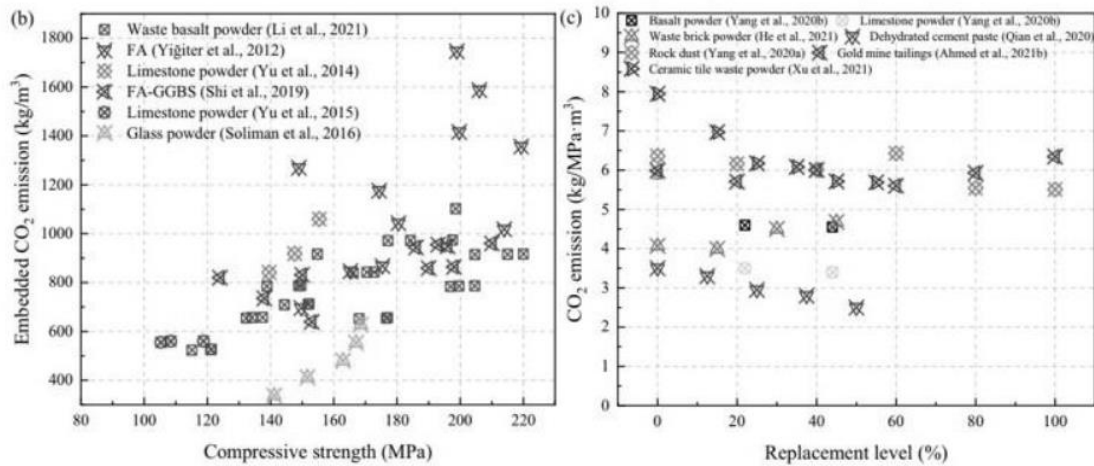 (b)
Embeddded CO2 emission (kg/m3)
1800
1600
1400
1200
1000
800
600
400
Waste basalt powder (Li et al., 2021)
FA (Yiğiter et al., 2012)
Limestone powder (Yu et al., 2014)
FA-GGBS (Shi et al., 2019)
Limestone powder (Yu et al., 2015)
Glass powder (Soliman et al., 2016)
80 100 120 140 160 180 200 220
Compressive strength (MPa)
(c)
CO2 emission (kg/MPa·m3)
10
9
8
7
6
5
4
3
2
1
0
Basalt powder (Yang et al., 2020b) Limestone powder (Yang et al., 2020b)
Waste brick powder (He et al., 2021) Dehydrated cement paste (Qian et al., 2020)
Rock dust (Yang et al., 2020a) Gold mine tailings (Ahmed et al., 2021b)
Ceramic tile waste powder (Xu et al., 2021)
0 20 40 60 80 100
Replacement level (%)